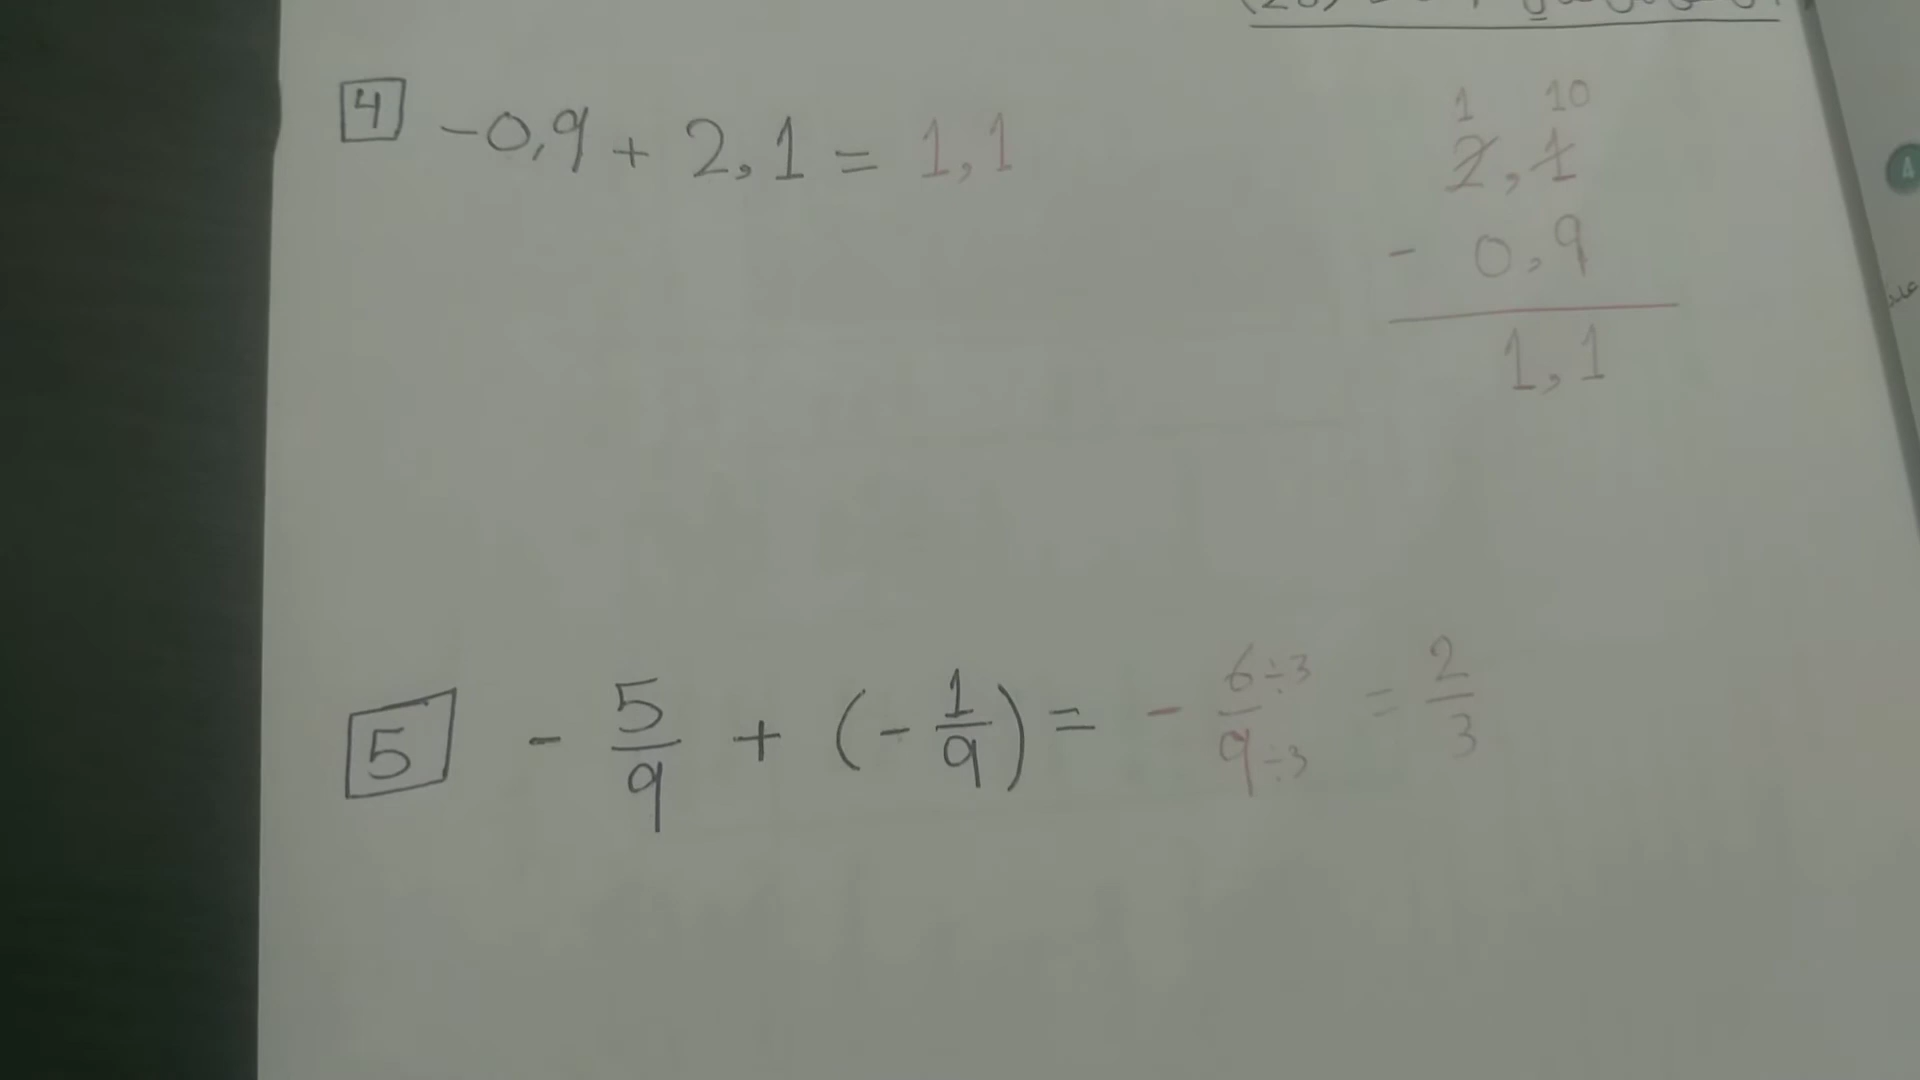 4 -0,9 + 2,1 = 1,1
1 10
2,1
- 0,9
1,1
5 - 5/9 + (- 1/9) = - 6÷3/9÷3 = 2/3